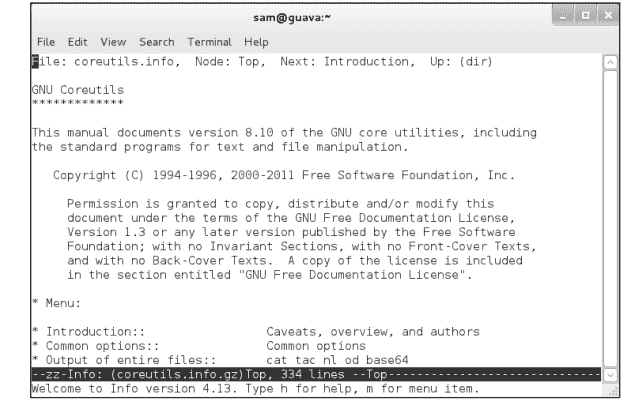 sam@guava:~
File Edit View Search Terminal Help
File: coreutils.info, Node: Top, Next: Introduction, Up: (dir)
GNU Coreutils
*************
This manual documents version 8.10 of the GNU core utilities, including
the standard programs for text and file manipulation.
Copyright (C) 1994-1996, 2000-2011 Free Software Foundation, Inc.
Permission is granted to copy, distribute and/or modify this
document under the terms of the GNU Free Documentation License,
Version 1.3 or any later version published by the Free Software
Foundation; with no Invariant Sections, with no Front-Cover Texts,
and with no Back-Cover Texts. A copy of the license is included
in the section entitled "GNU Free Documentation License".
* Menu:
* Introduction:: Caveats, overview, and authors
* Common options:: Common options
* Output of entire files:: cat tac nl od base64
--zz-Info: (coreutils.info.gz)Top, 334 lines --Top------------------------------
Welcome to Info version 4.13. Type h for help, m for menu item.